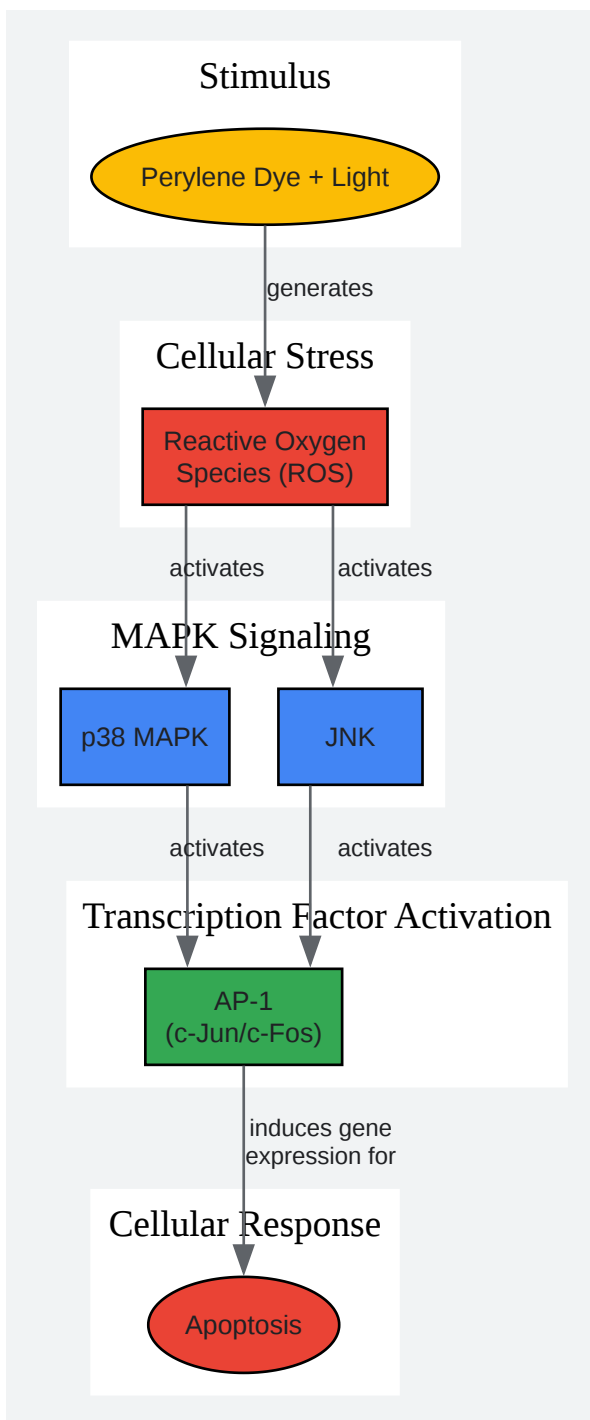 Stimulus
Perylene Dye + Light
generates
Cellular Stress
Reactive Oxygen
Species (ROS)
activates
activates
MAPK Signaling
p38 MAPK
JNK
activates
activates
Transcription Factor Activation
AP-1
(c-Jun/c-Fos)
induces gene
expression for
Cellular Response
Apoptosis